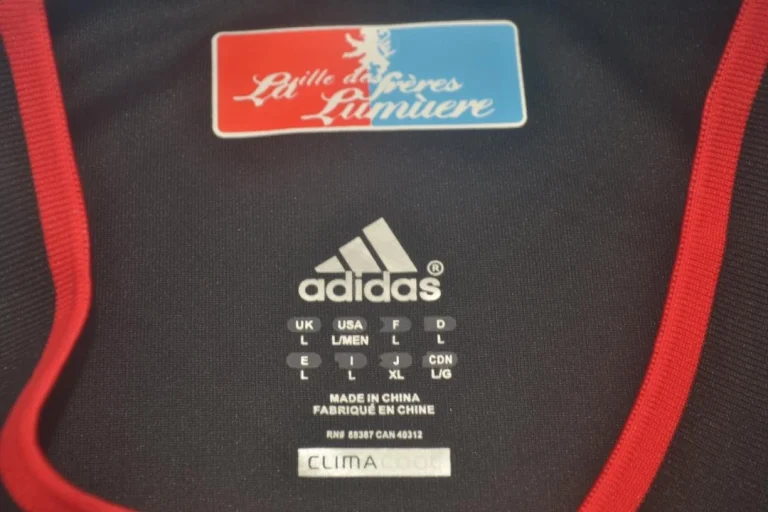 La ville des frères
Lumuere
adidas®
UK USA F D
L L/MEN L L
E I J CDN
L L XL L/G
MADE IN CHINA
FABRIQUÉ EN CHINE
RN# 88387 CAN 40312
CLIMACOOL